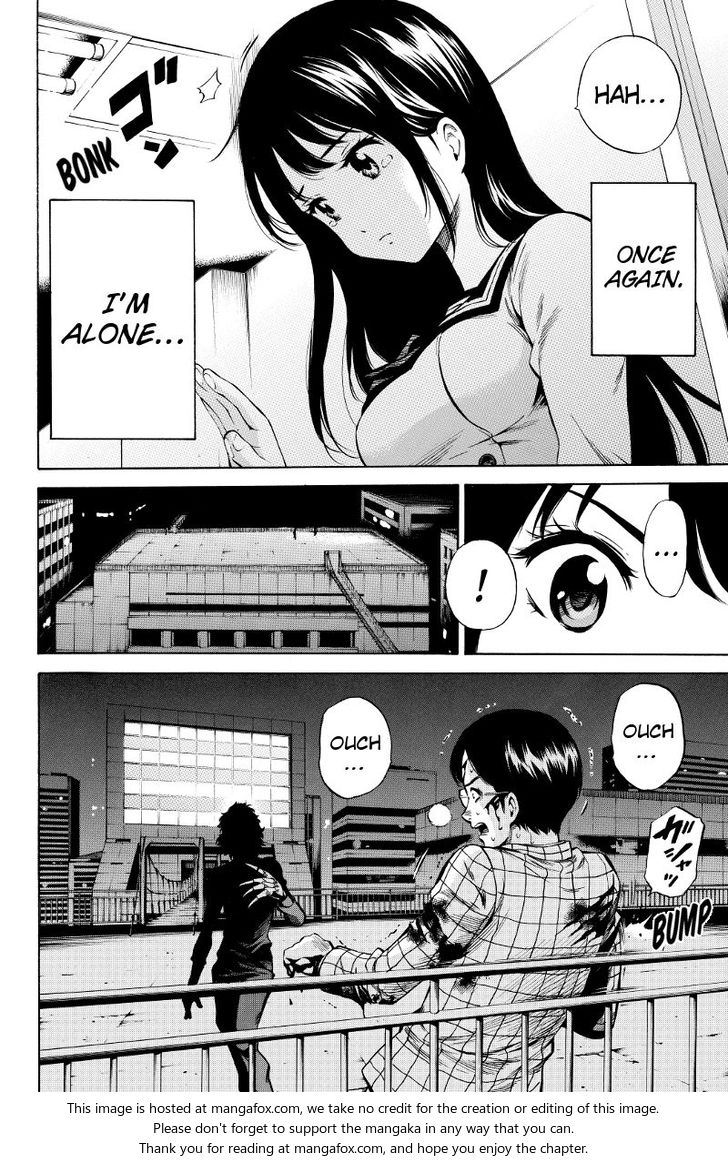 HAH...
ONCE
AGAIN.
ゴン
BONK
I'M
ALONE...
...
!
OUCH
...
OUCH
...
ガシャッ
BUMP
This image is hosted at mangafox.com, we take no credit for the creation or editing of this image.
Please don't forget to support the mangaka in any way that you can.
Thank you for reading at mangafox.com, and hope you enjoy the chapter.